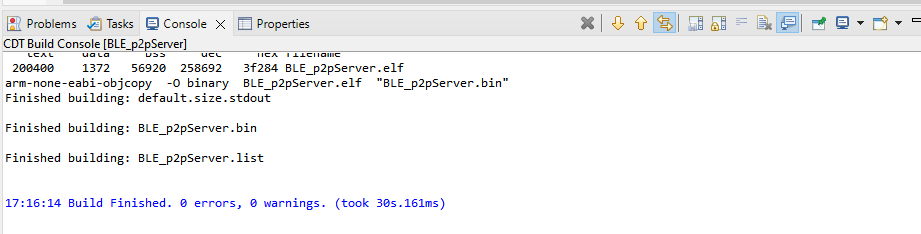 Problems Tasks Console Properties
CDT Build Console [BLE_p2pServer]
text data bss dec hex filename
200400 1372 56920 258692 3f284 BLE_p2pServer.elf
arm-none-eabi-objcopy -O binary BLE_p2pServer.elf "BLE_p2pServer.bin"
Finished building: default.size.stdout
Finished building: BLE_p2pServer.bin
Finished building: BLE_p2pServer.list
17:16:14 Build Finished. 0 errors, 0 warnings. (took 30s.161ms)